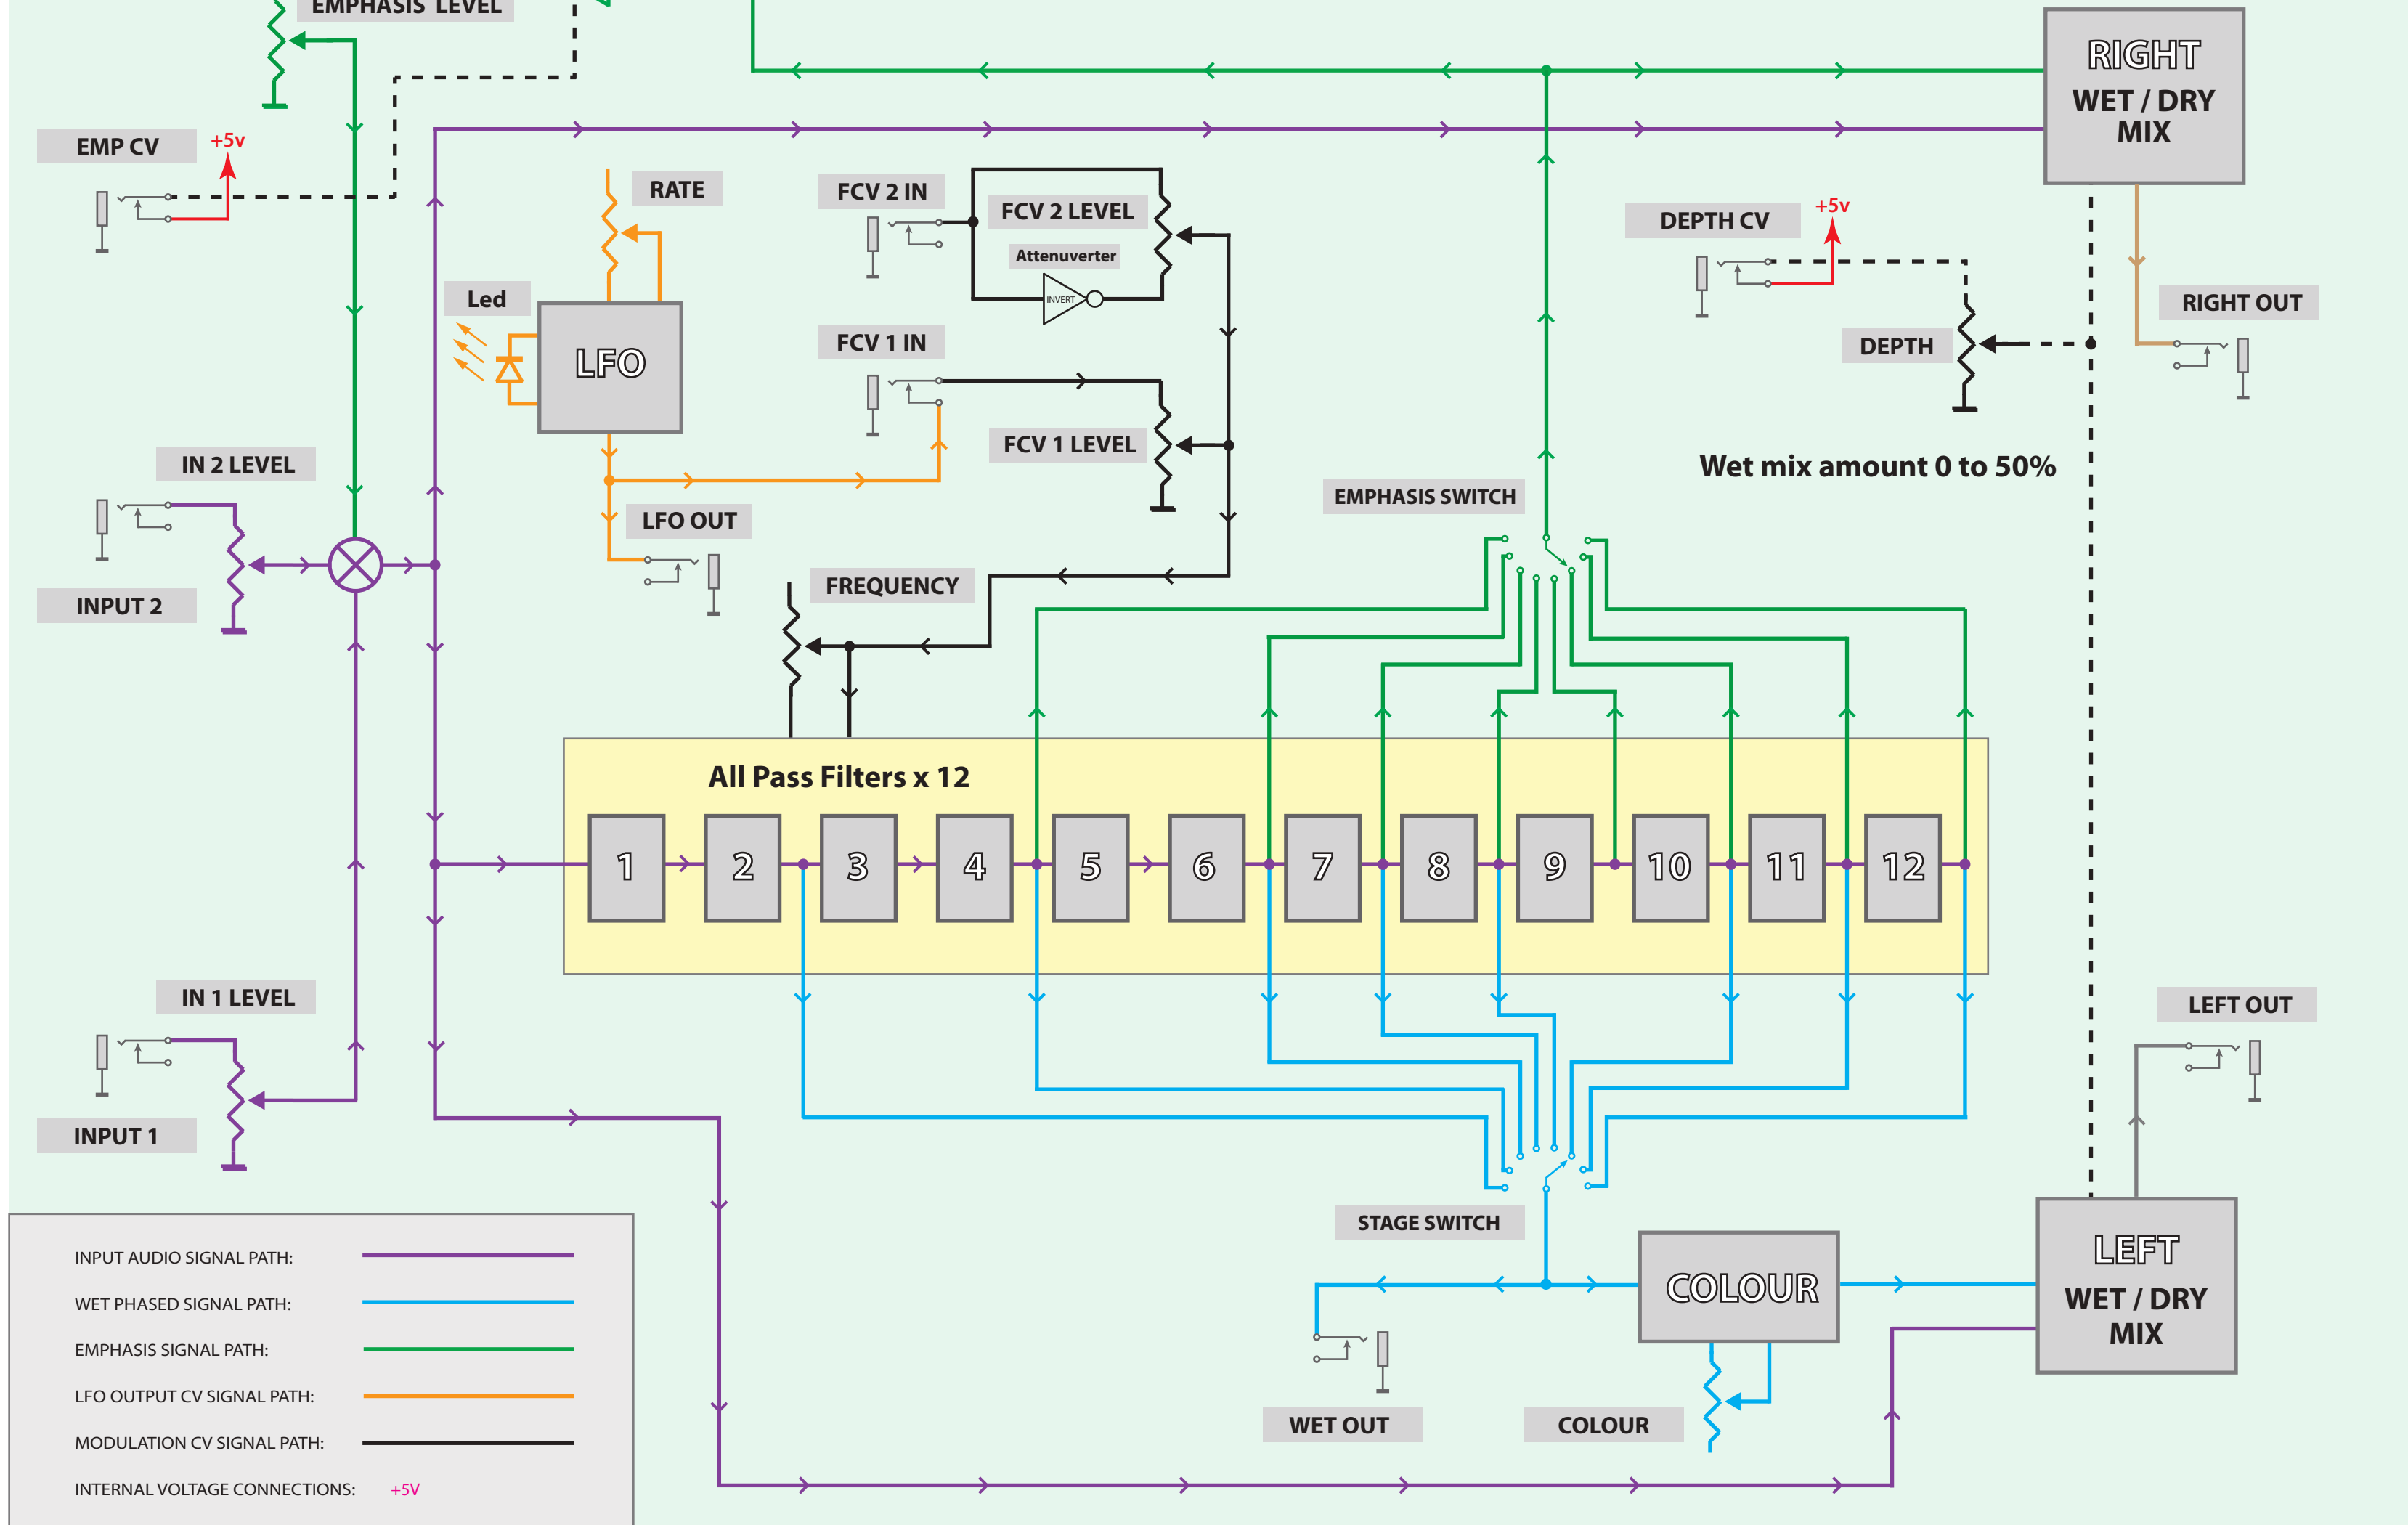 EMPHASIS LEVEL
RIGHT
WET / DRY
MIX
EMP CV
+5v
RATE
FCV 2 IN
FCV 2 LEVEL
Attenuverter
INVERT
DEPTH CV
+5v
Led
LFO
FCV 1 IN
RIGHT OUT
DEPTH
FCV 1 LEVEL
IN 2 LEVEL
Wet mix amount 0 to 50%
EMPHASIS SWITCH
LFO OUT
FREQUENCY
INPUT 2
All Pass Filters x 12
1 2 3 4 5 6 7 8 9 10 11 12
IN 1 LEVEL
LEFT OUT
INPUT 1
STAGE SWITCH
COLOUR
LEFT
WET / DRY
MIX
WET OUT
COLOUR
INPUT AUDIO SIGNAL PATH:
WET PHASED SIGNAL PATH:
EMPHASIS SIGNAL PATH:
LFO OUTPUT CV SIGNAL PATH:
MODULATION CV SIGNAL PATH:
INTERNAL VOLTAGE CONNECTIONS: +5V